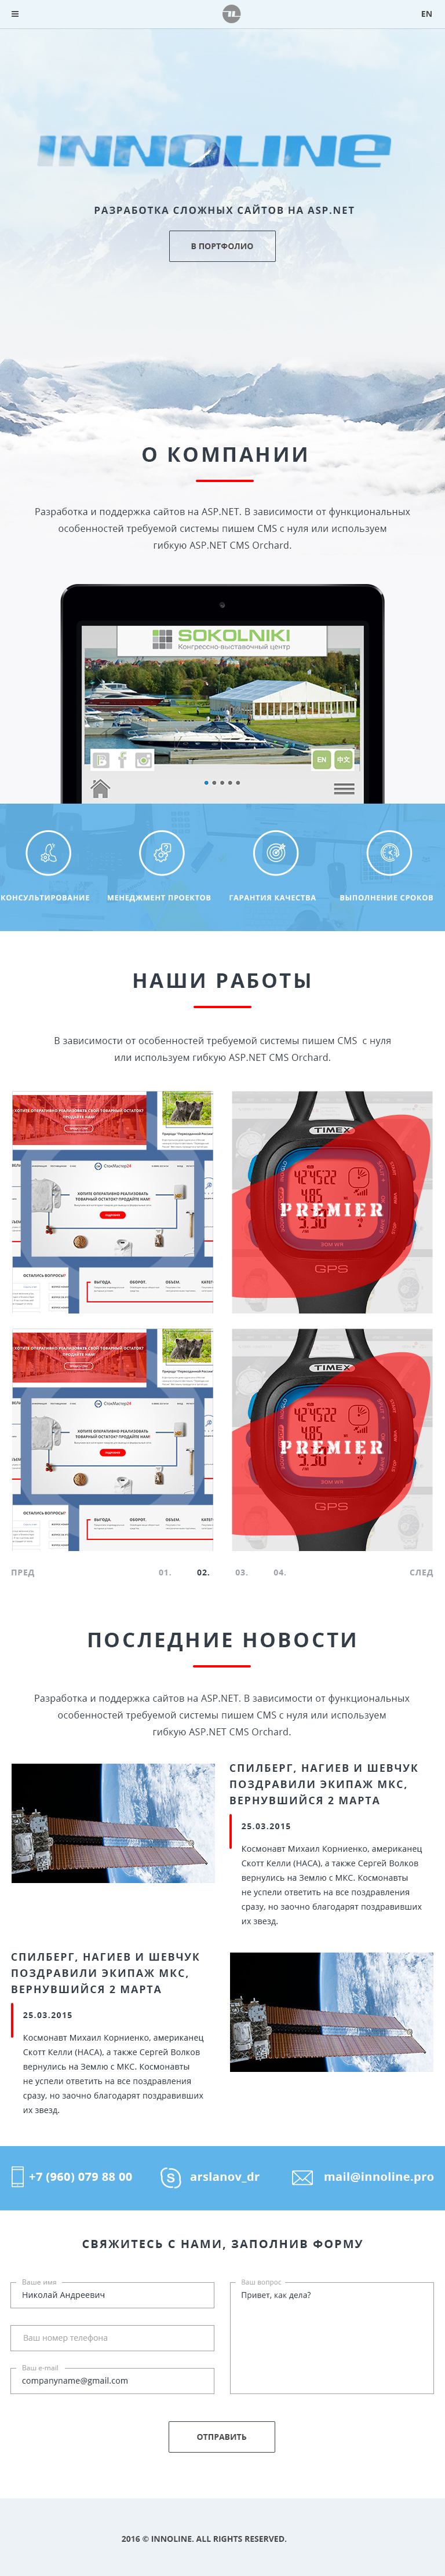 EN
INNOLINE
РАЗРАБОТКА СЛОЖНЫХ САЙТОВ НА ASP.NET
В ПОРТФОЛИО
О КОМПАНИИ
Разработка и поддержка сайтов на ASP.NET. В зависимости от функциональных
особенностей требуемой системы пишем CMS с нуля или используем
гибкую ASP.NET CMS Orchard.
SOKOLNIKI
Конгрессно-выставочный центр
EN
中文
КОНСУЛЬТИРОВАНИЕ
МЕНЕДЖМЕНТ ПРОЕКТОВ
ГАРАНТИЯ КАЧЕСТВА
ВЫПОЛНЕНИЕ СРОКОВ
НАШИ РАБОТЫ
В зависимости от особенностей требуемой системы пишем CMS с нуля
или используем гибкую ASP.NET CMS Orchard.
ХОТИТЕ ОПЕРАТИВНО РЕАЛИЗОВАТЬ СВОЙ ТОВАРНЫЙ ОСТАТОК?
ПРОДАЙТЕ НАМ!
СтокМастер24
ХОТИТЕ ОПЕРАТИВНО РЕАЛИЗОВАТЬ
ТОВАРНЫЙ ОСТАТОК? ПРОДАЙТЕ НАМ!
ОСТАЛИСЬ ВОПРОСЫ?
ВЫГОДА.
ОБОРОТ.
ОБЪЕМ.
TIMEX
PREMIER
30M WR
GPS
ХОТИТЕ ОПЕРАТИВНО РЕАЛИЗОВАТЬ СВОЙ ТОВАРНЫЙ ОСТАТОК?
ПРОДАЙТЕ НАМ!
СтокМастер24
ХОТИТЕ ОПЕРАТИВНО РЕАЛИЗОВАТЬ
ТОВАРНЫЙ ОСТАТОК? ПРОДАЙТЕ НАМ!
ОСТАЛИСЬ ВОПРОСЫ?
ВЫГОДА.
ОБОРОТ.
ОБЪЕМ.
TIMEX
PREMIER
30M WR
GPS
ПРЕД
01.
02.
03.
04.
СЛЕД
ПОСЛЕДНИЕ НОВОСТИ
Разработка и поддержка сайтов на ASP.NET. В зависимости от функциональных
особенностей требуемой системы пишем CMS с нуля или используем
гибкую ASP.NET CMS Orchard.
СПИЛБЕРГ, НАГИЕВ И ШЕВЧУК
ПОЗДРАВИЛИ ЭКИПАЖ МКС,
ВЕРНУВШИЙСЯ 2 МАРТА
25.03.2015
Космонавт Михаил Корниенко, американец
Скотт Келли (НАСА), а также Сергей Волков
вернулись на Землю с МКС. Космонавты
не успели ответить на все поздравления
сразу, но заочно благодарят поздравивших
их звезд.
СПИЛБЕРГ, НАГИЕВ И ШЕВЧУК
ПОЗДРАВИЛИ ЭКИПАЖ МКС,
ВЕРНУВШИЙСЯ 2 МАРТА
25.03.2015
Космонавт Михаил Корниенко, американец
Скотт Келли (НАСА), а также Сергей Волков
вернулись на Землю с МКС. Космонавты
не успели ответить на все поздравления
сразу, но заочно благодарят поздравивших
их звезд.
+7 (960) 079 88 00
arslanov_dr
mail@innoline.pro
СВЯЖИТЕСЬ С НАМИ, ЗАПОЛНИВ ФОРМУ
Ваше имя
Николай Андреевич
Ваш номер телефона
Ваш e-mail
companyname@gmail.com
Ваш вопрос
Привет, как дела?
ОТПРАВИТЬ
2016 © INNOLINE. ALL RIGHTS RESERVED.